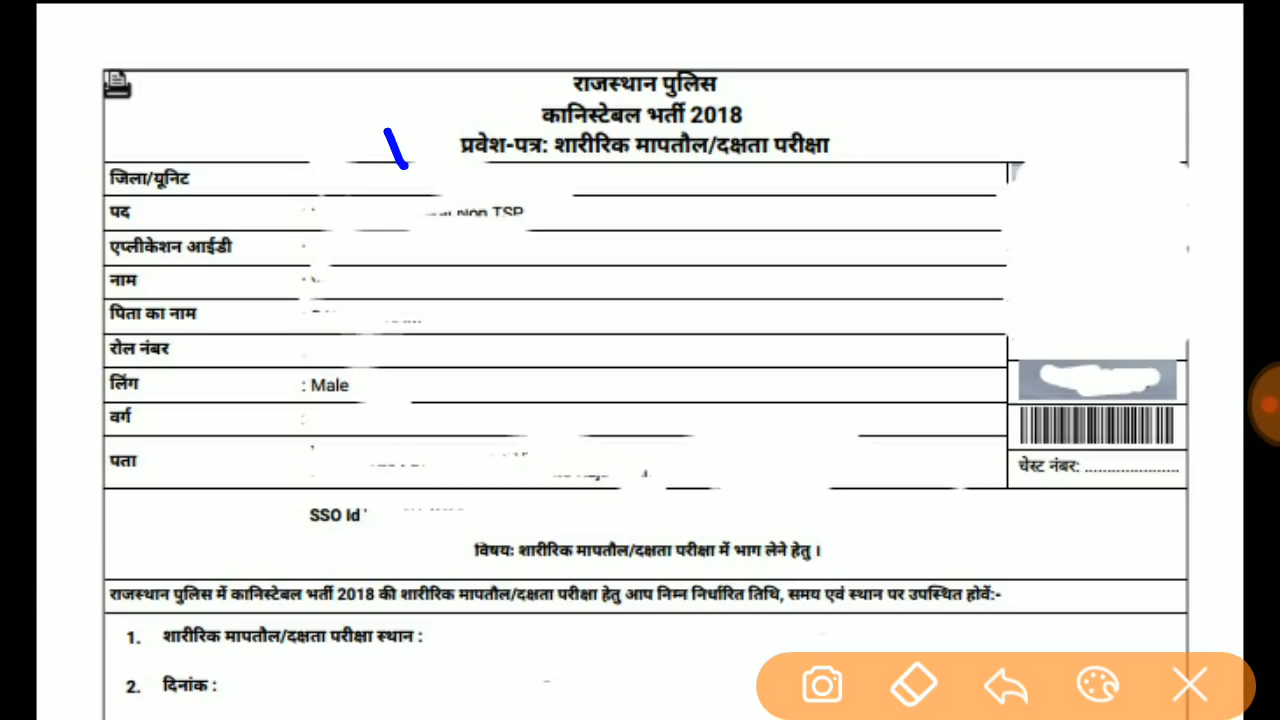 राजस्थान पुलिस
कानिस्टेबल भर्ती 2018
प्रवेश-पत्र: शारीरिक मापतौल/दक्षता परीक्षा
जिला/यूनिट
पद : Non TSP
एप्लीकेशन आईडी :
नाम :
पिता का नाम :
रोल नंबर
लिंग : Male
वर्ग :
पता
चेस्ट नंबर: ........................
SSO Id
विषय: शारीरिक मापतौल/दक्षता परीक्षा में भाग लेने हेतु ।
राजस्थान पुलिस में कानिस्टेबल भर्ती 2018 की शारीरिक मापतौल/दक्षता परीक्षा हेतु आप निम्न निर्धारित तिथि, समय एवं स्थान पर उपस्थित होवें:-
1. शारीरिक मापतौल/दक्षता परीक्षा स्थान :
2. दिनांक :